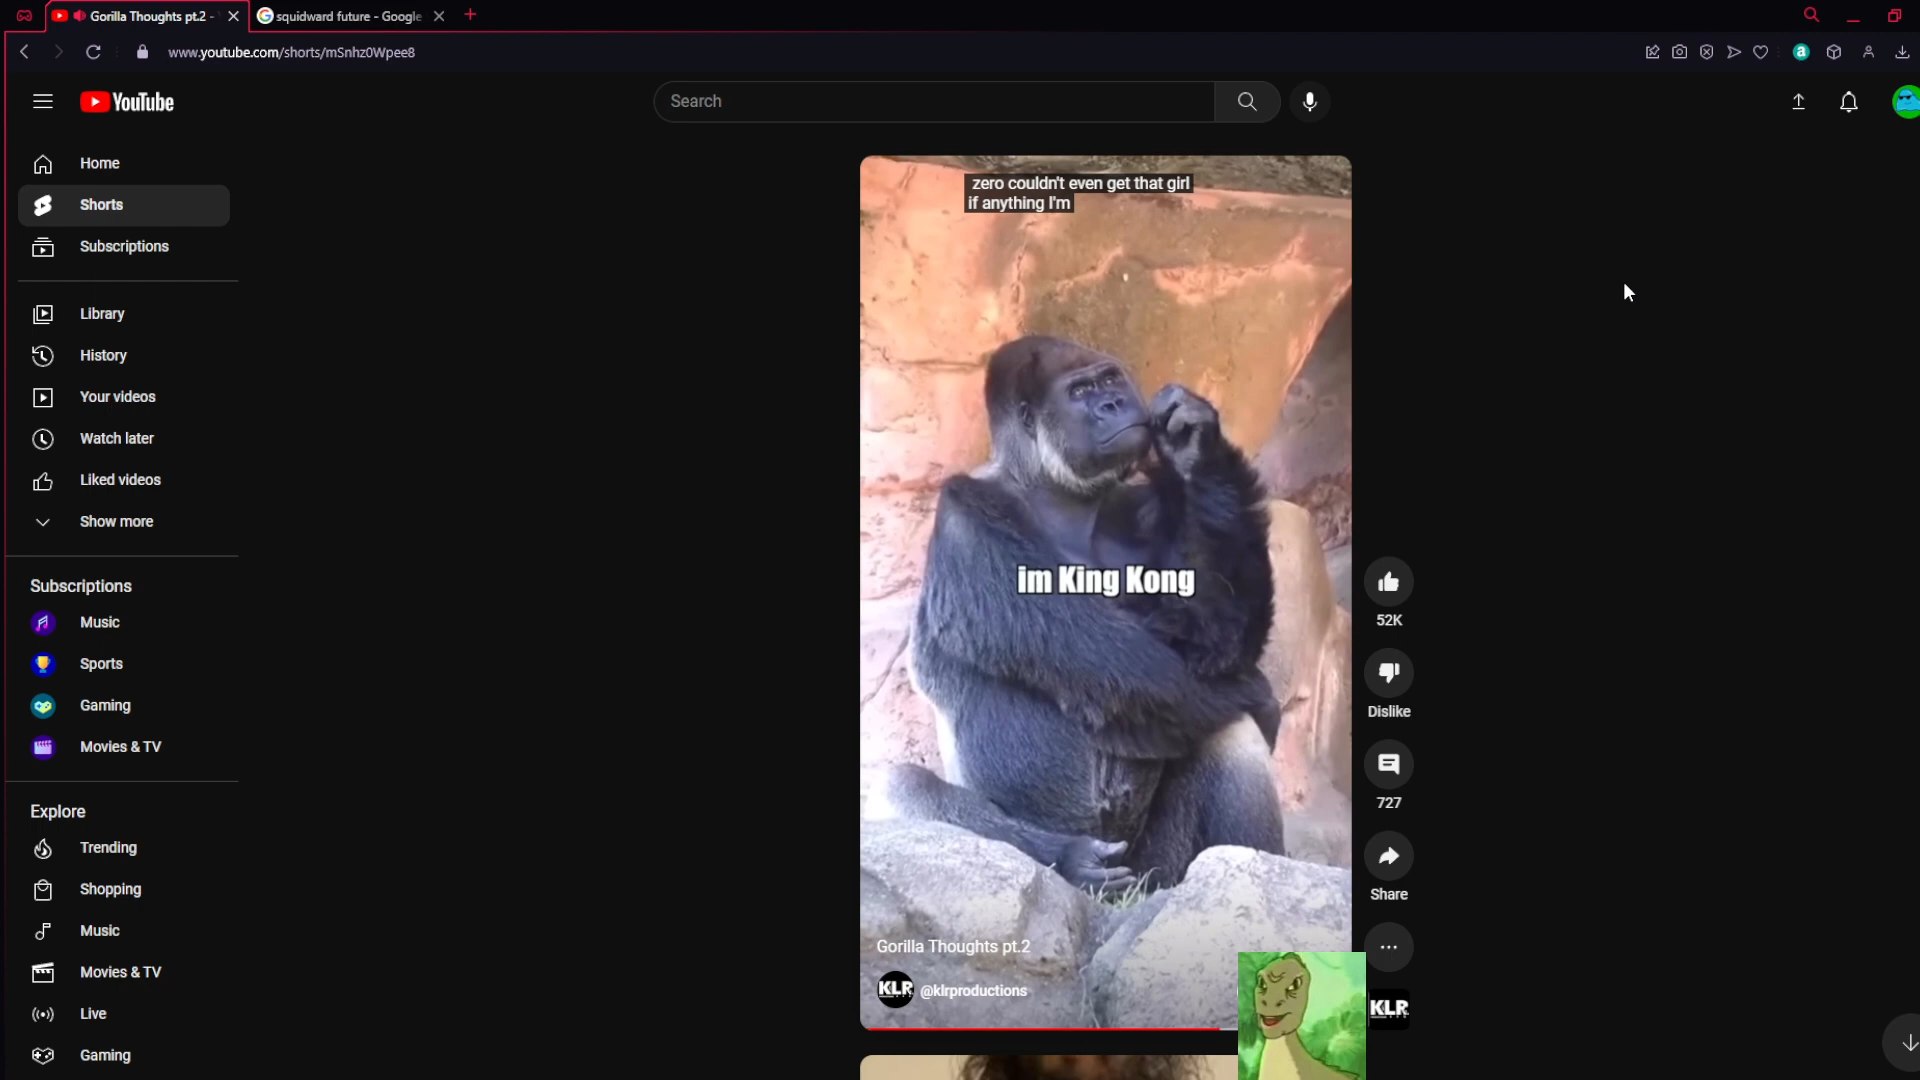 Gorilla Thoughts pt.2 -
squidward future - Google
www.youtube.com/shorts/mSnhz0Wpee8
YouTube
Search
Home
Shorts
Subscriptions
Library
History
Your videos
Watch later
Liked videos
Show more
Subscriptions
Music
Sports
Gaming
Movies & TV
Explore
Trending
Shopping
Music
Movies & TV
Live
Gaming
zero couldn't even get that girl
if anything I'm
im King Kong
Gorilla Thoughts pt.2
KLR
@klrproductions
52K
Dislike
727
Share
KLR
a